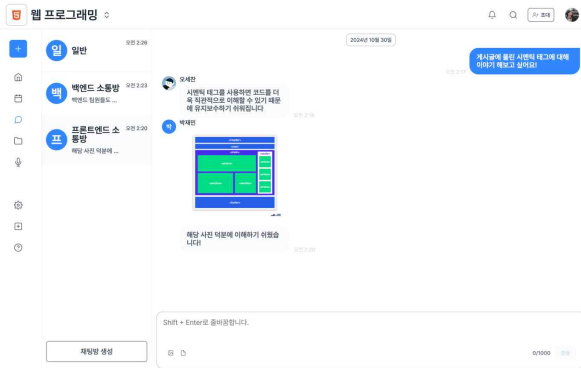 웹 프로그래밍
초대
일 일반
오전 2:26
백 백엔드 소통방
오전 2:23
백엔드 팀원들도 ...
프 프론트엔드 소통방
오전 2:20
해당 사진 덕분에 ...
채팅방 생성
2024년 10월 30일
게시글에 올린 시멘틱 태그에 대해
이야기 해보고 싶어요!
오세찬
시멘틱 태그를 사용하면 코드를 더
욱 직관적으로 이해할 수 있기 때문
에 유지보수하기 쉬워집니다
박 박재민
해당 사진 덕분에 이해하기 쉬웠습
니다!
Shift + Enter로 줄바꿈합니다.
0/1000